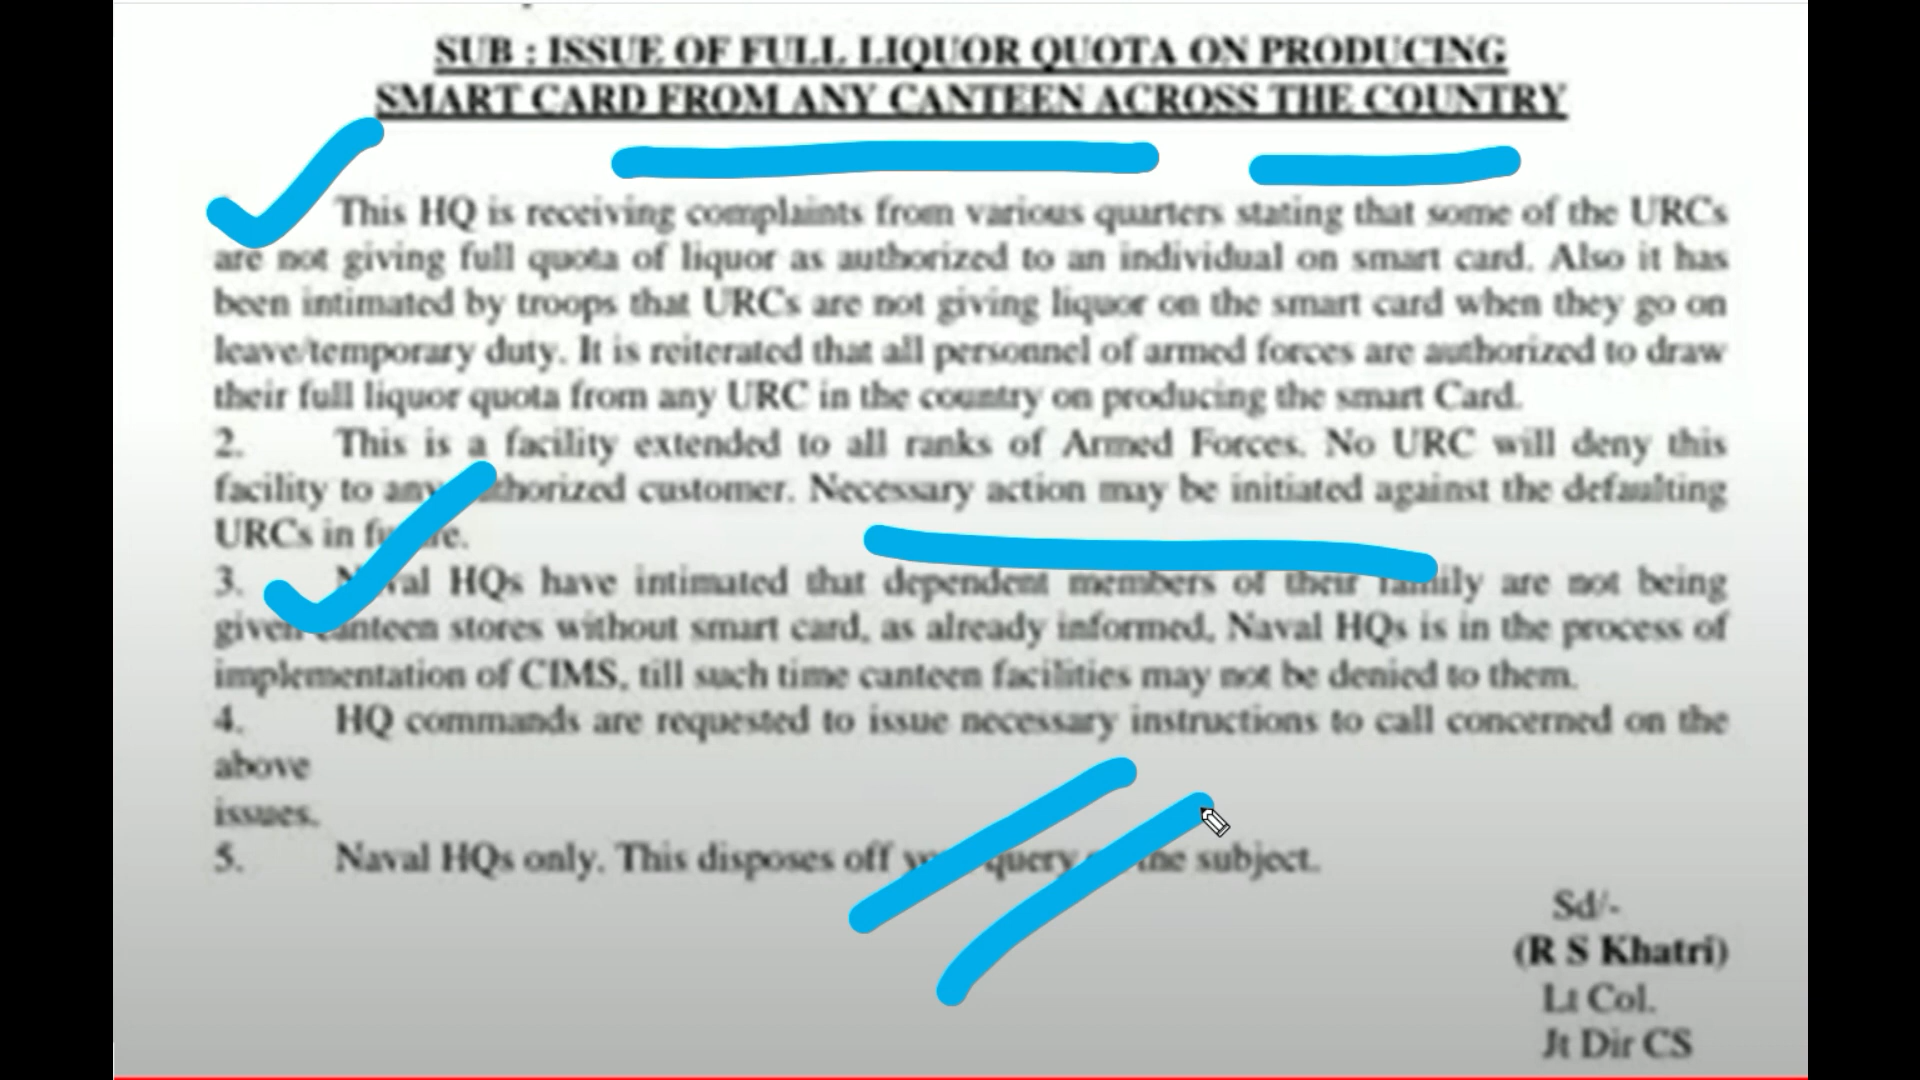 SUB : ISSUE OF FULL LIQUOR QUOTA ON PRODUCING
SMART CARD FROM ANY CANTEEN ACROSS THE COUNTRY
This HQ is receiving complaints from various quarters stating that some of the URCs
are not giving full quota of liquor as authorized to an individual on smart card. Also it has
been intimated by troops that URCs are not giving liquor on the smart card when they go on
leave/temporary duty. It is reiterated that all personnel of armed forces are authorized to draw
their full liquor quota from any URC in the country on producing the smart Card.
2. This is a facility extended to all ranks of Armed Forces. No URC will deny this
facility to any authorized customer. Necessary action may be initiated against the defaulting
URCs in future.
3. Naval HQs have intimated that dependent members of their family are not being
given canteen stores without smart card, as already informed, Naval HQs is in the process of
implementation of CIMS, till such time canteen facilities may not be denied to them.
4. HQ commands are requested to issue necessary instructions to call concerned on the
above
issues.
5. Naval HQs only. This disposes off your query the subject.
Sd/-
(R S Khatri)
Lt Col.
Jt Dir CS